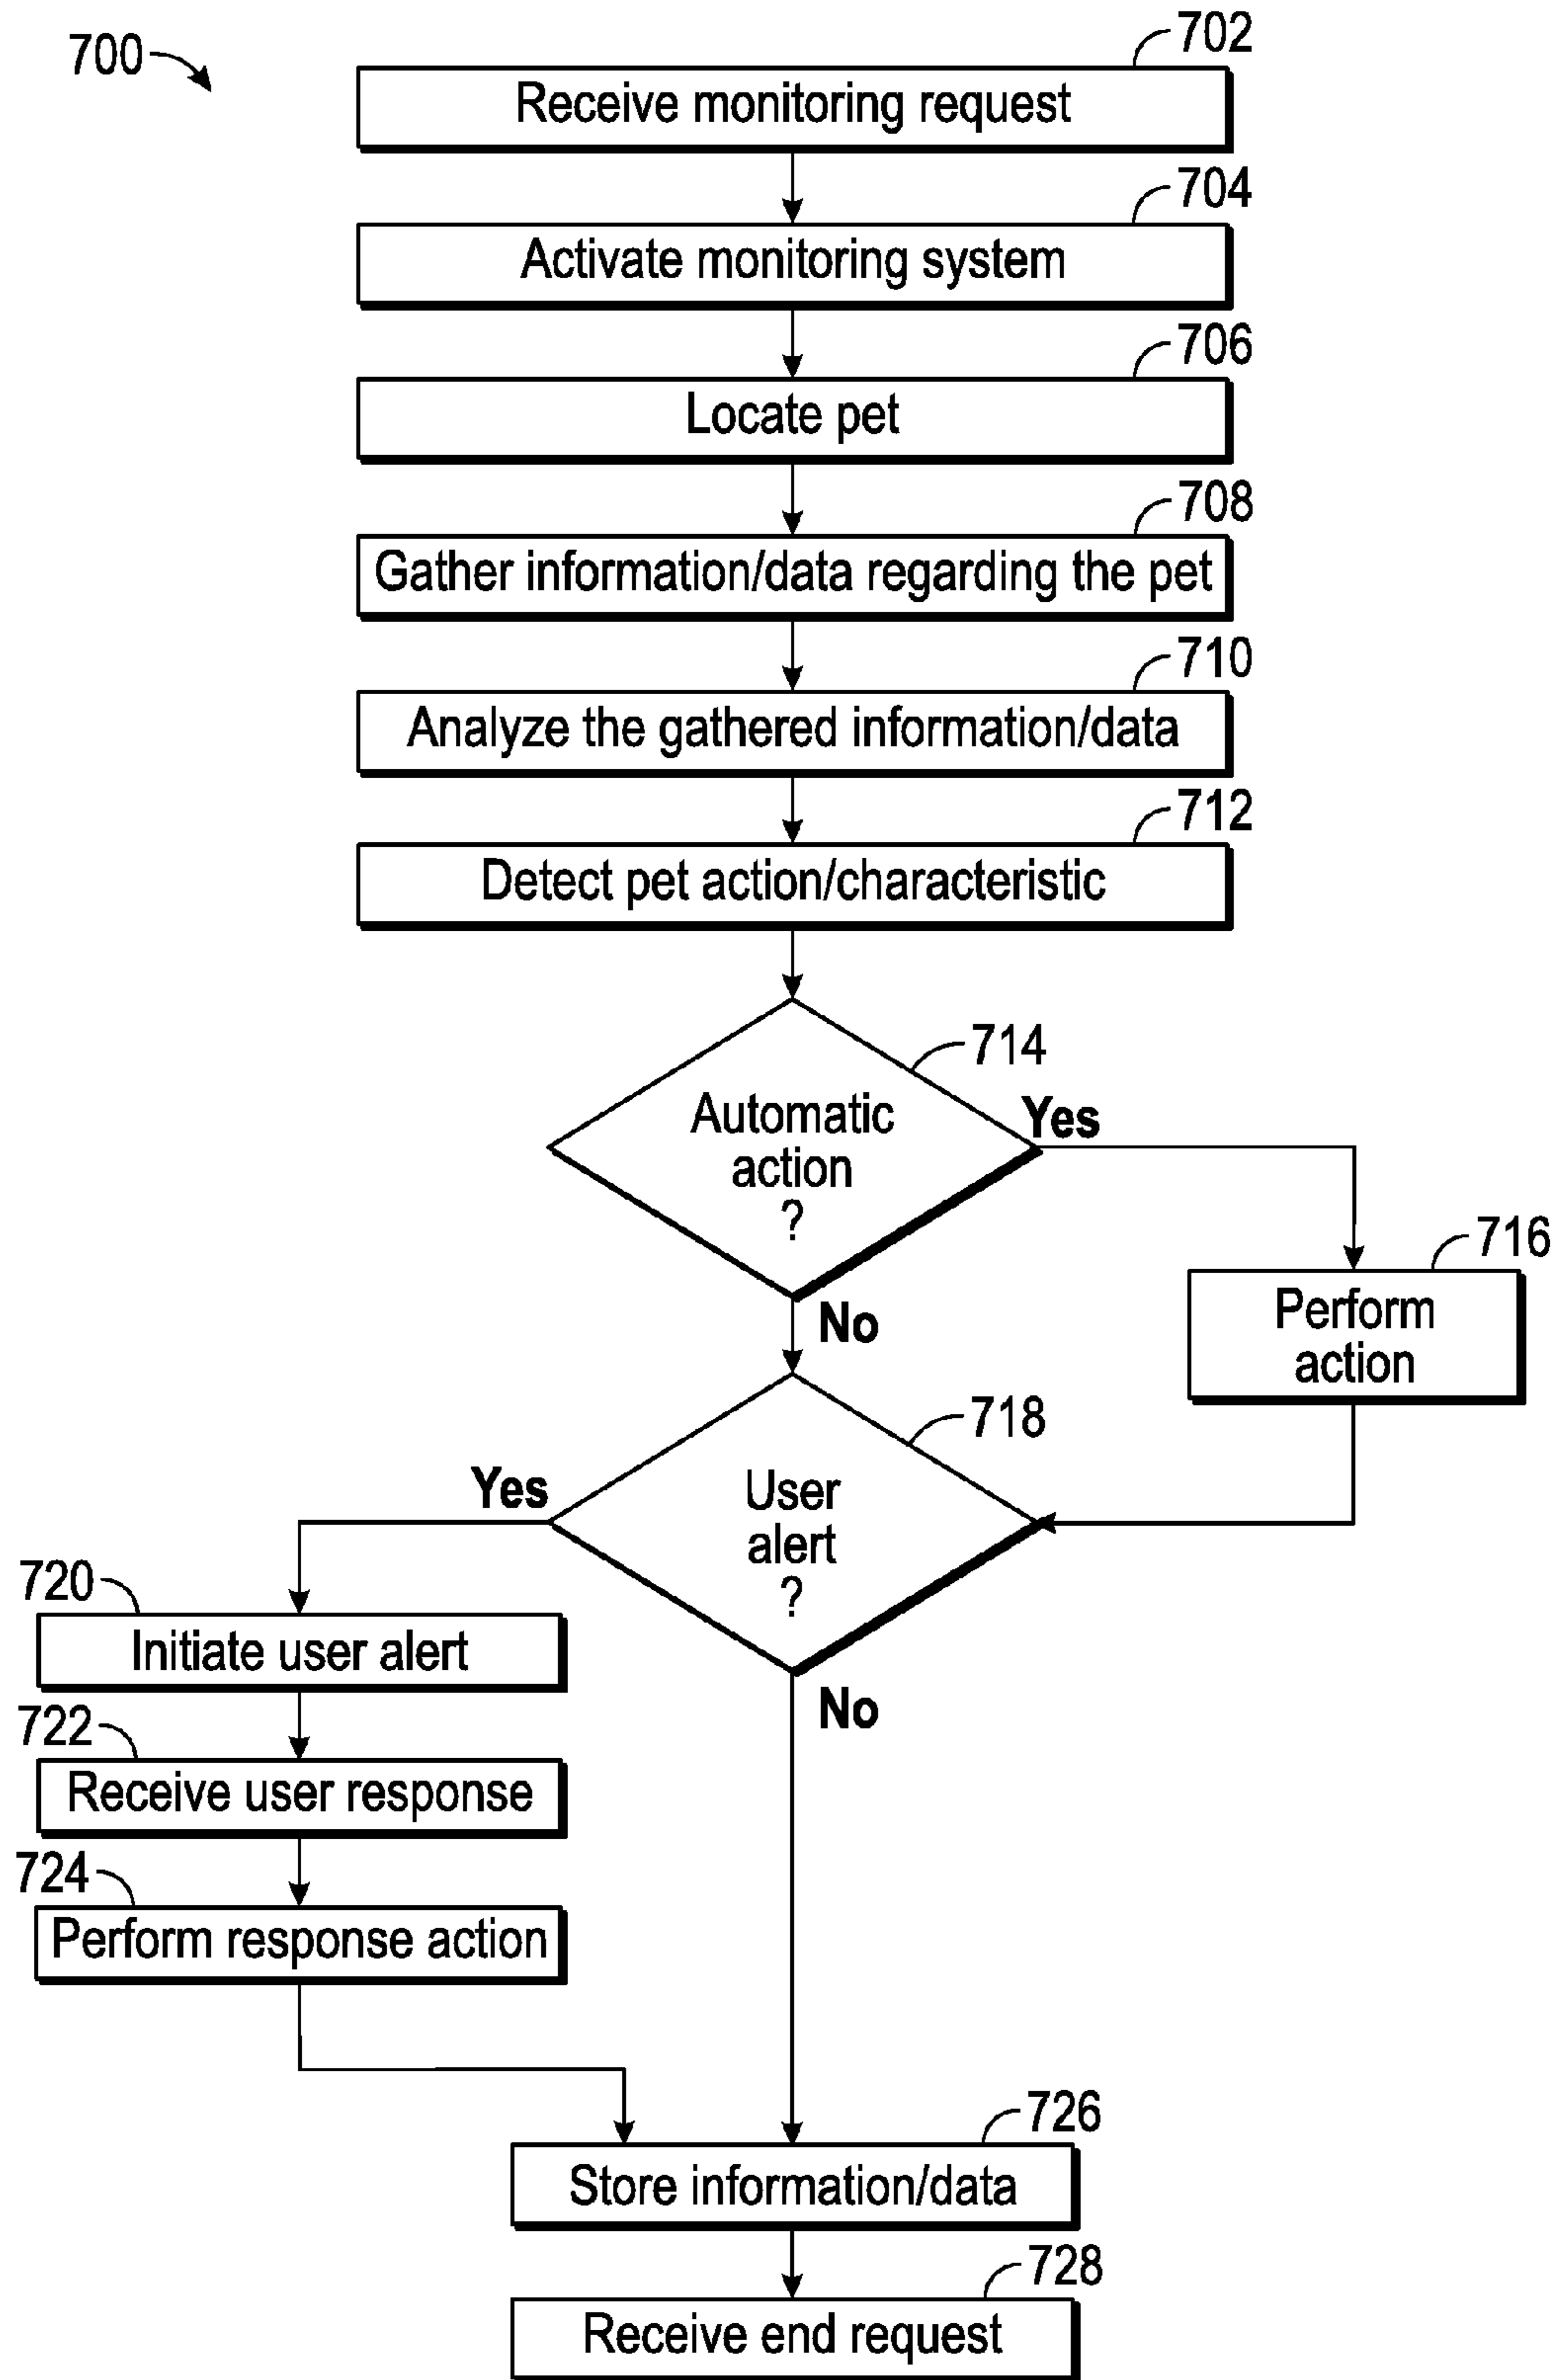 700
702
Receive monitoring request
704
Activate monitoring system
706
Locate pet
708
Gather information/data regarding the pet
710
Analyze the gathered information/data
712
Detect pet action/characteristic
714
Automatic
action
?
Yes
No
716
Perform
action
718
User
alert
?
Yes
No
720
Initiate user alert
722
Receive user response
724
Perform response action
726
Store information/data
728
Receive end request